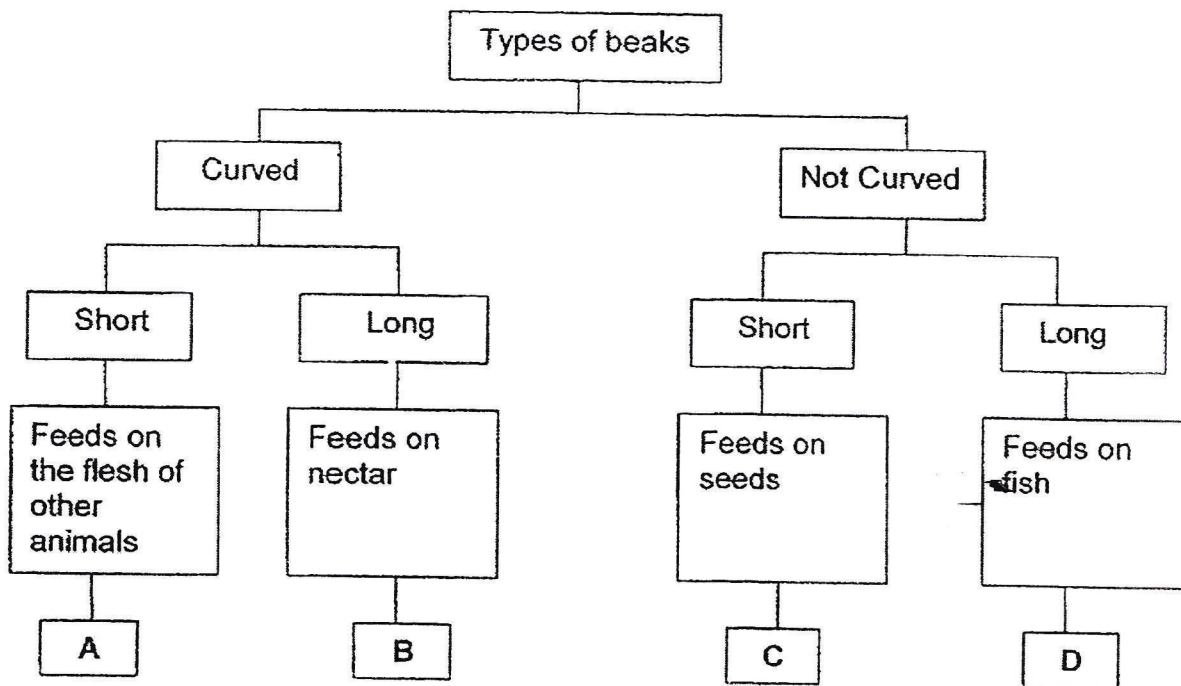 Types of beaks
Curved
Not Curved
Short
Long
Short
Long
Feeds on
the flesh of
other
animals
Feeds on
nectar
Feeds on
seeds
Feeds on
fish
A
B
C
D